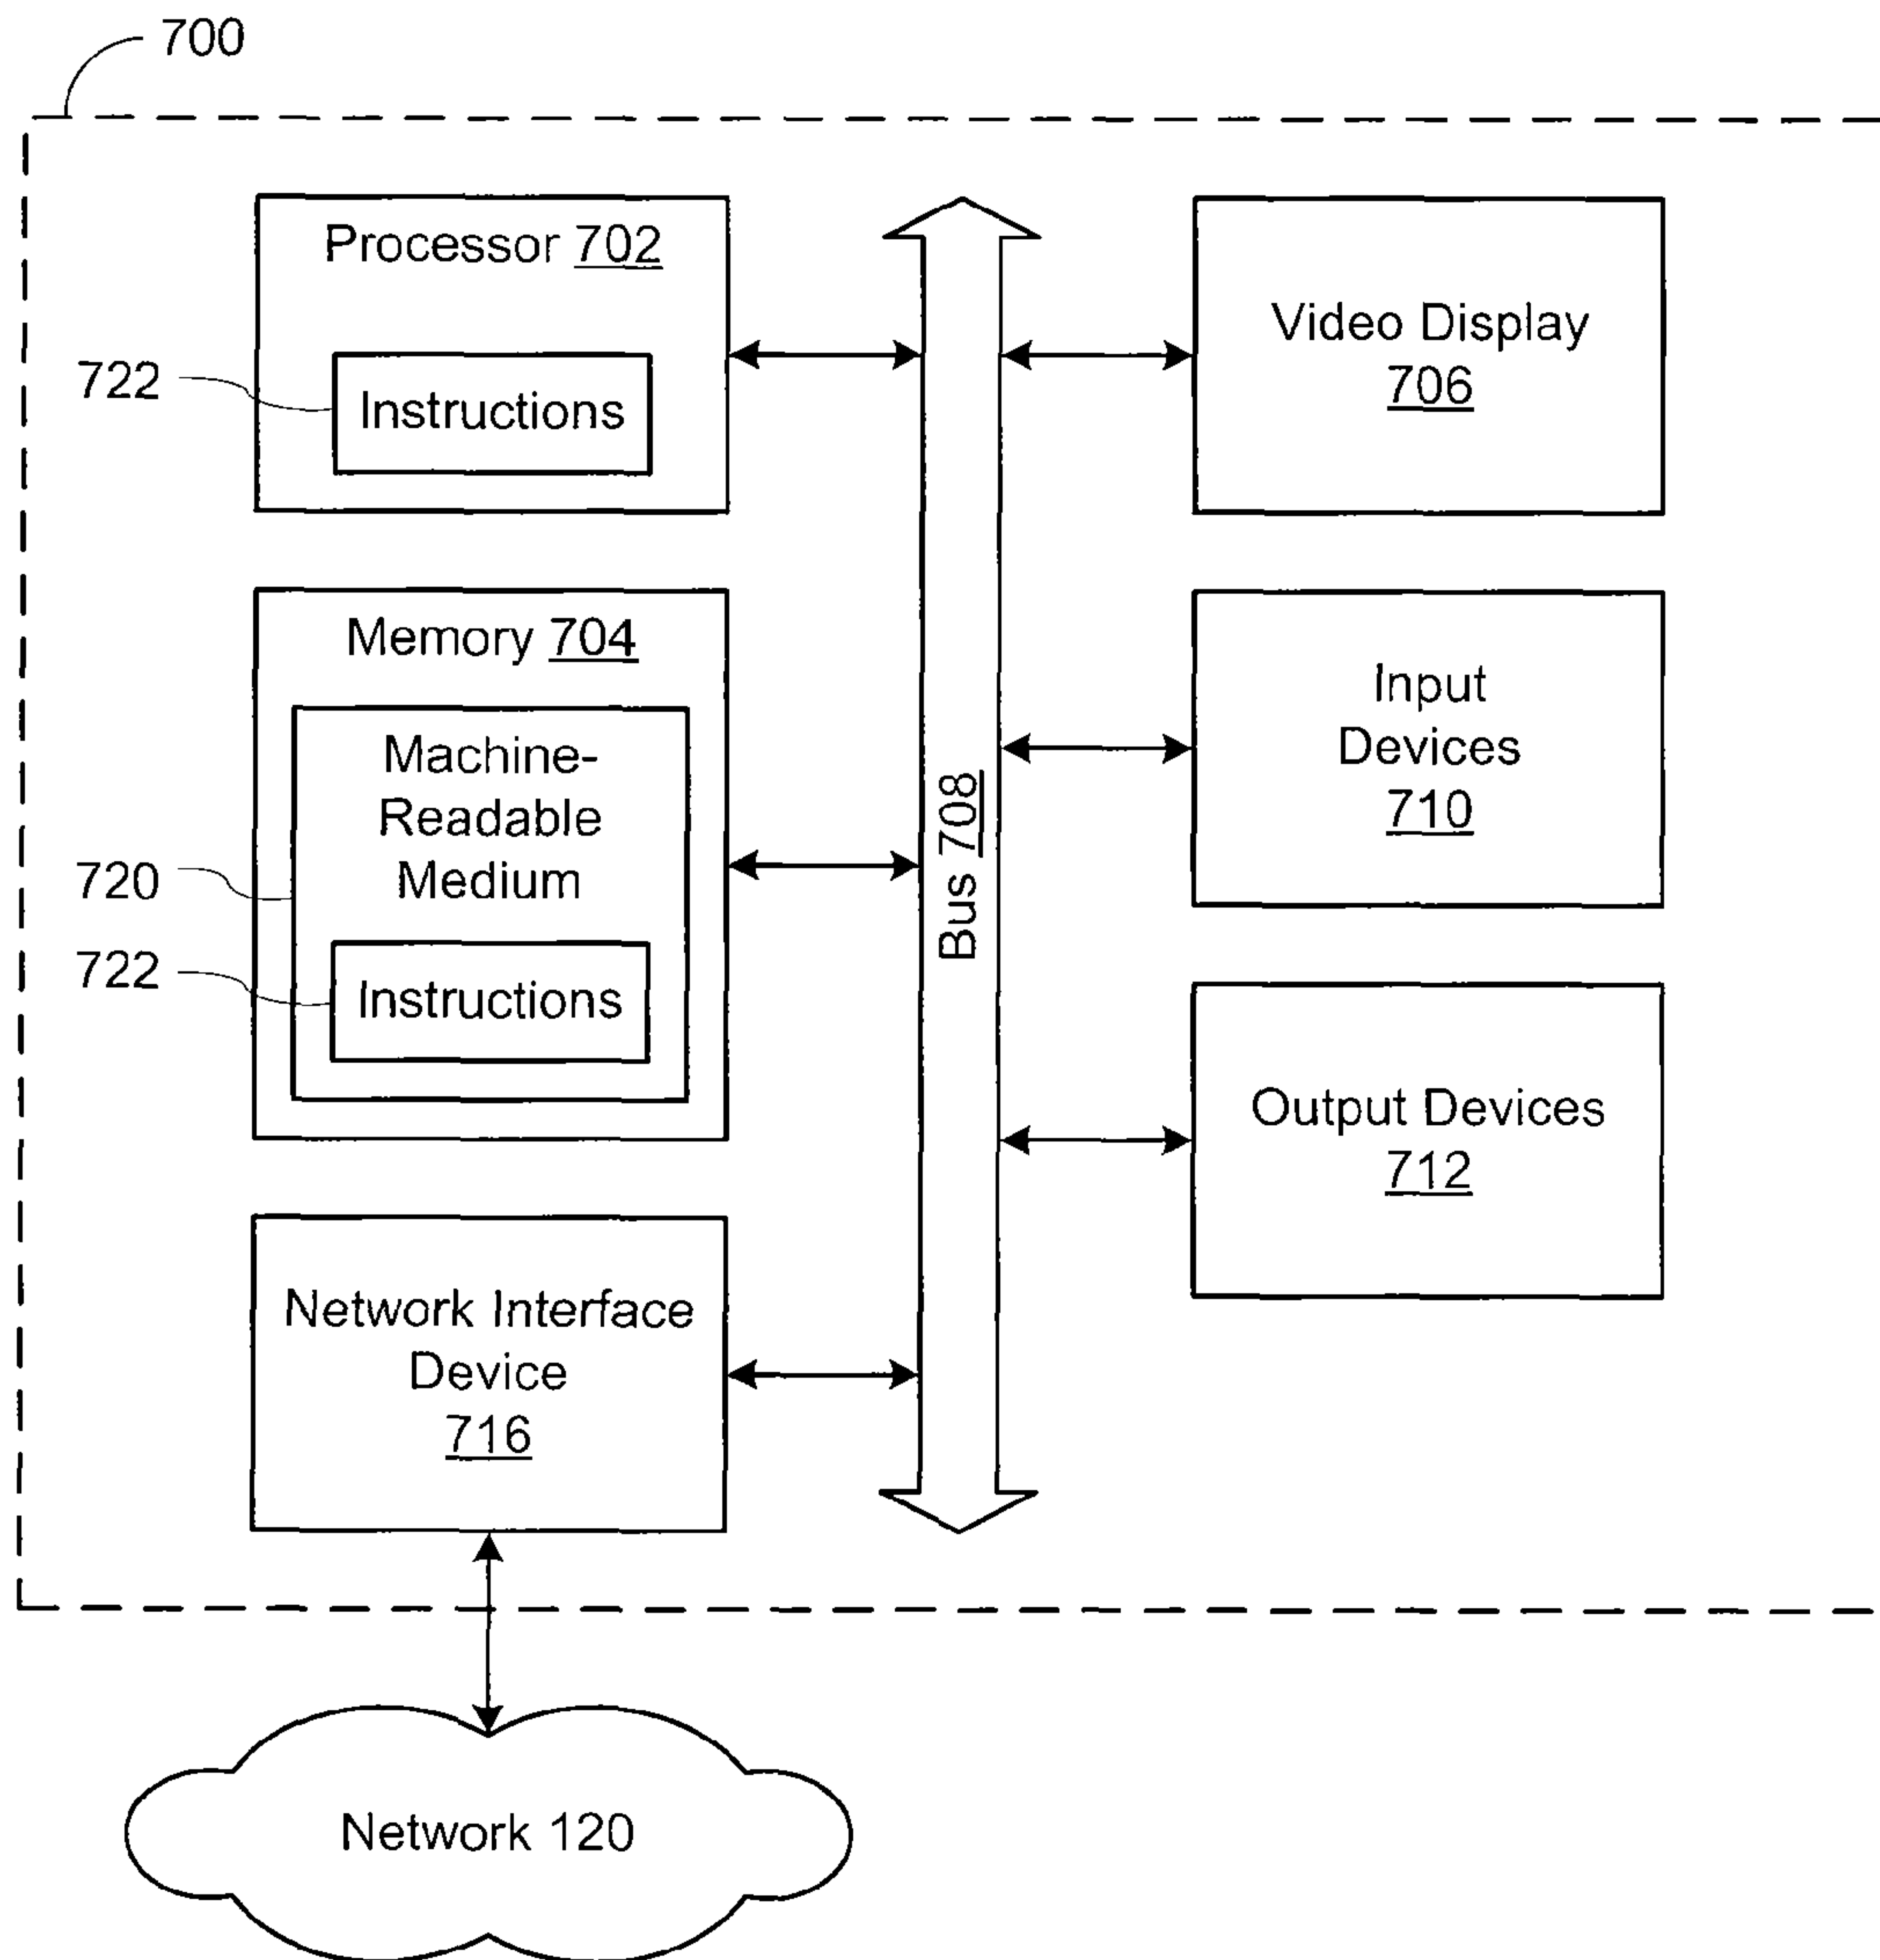 700
Processor 702
722
Instructions
Memory 704
Machine-
Readable
Medium
720
722
Instructions
Network Interface
Device
716
Bus 708
Video Display
706
Input
Devices
710
Output Devices
712
Network 120